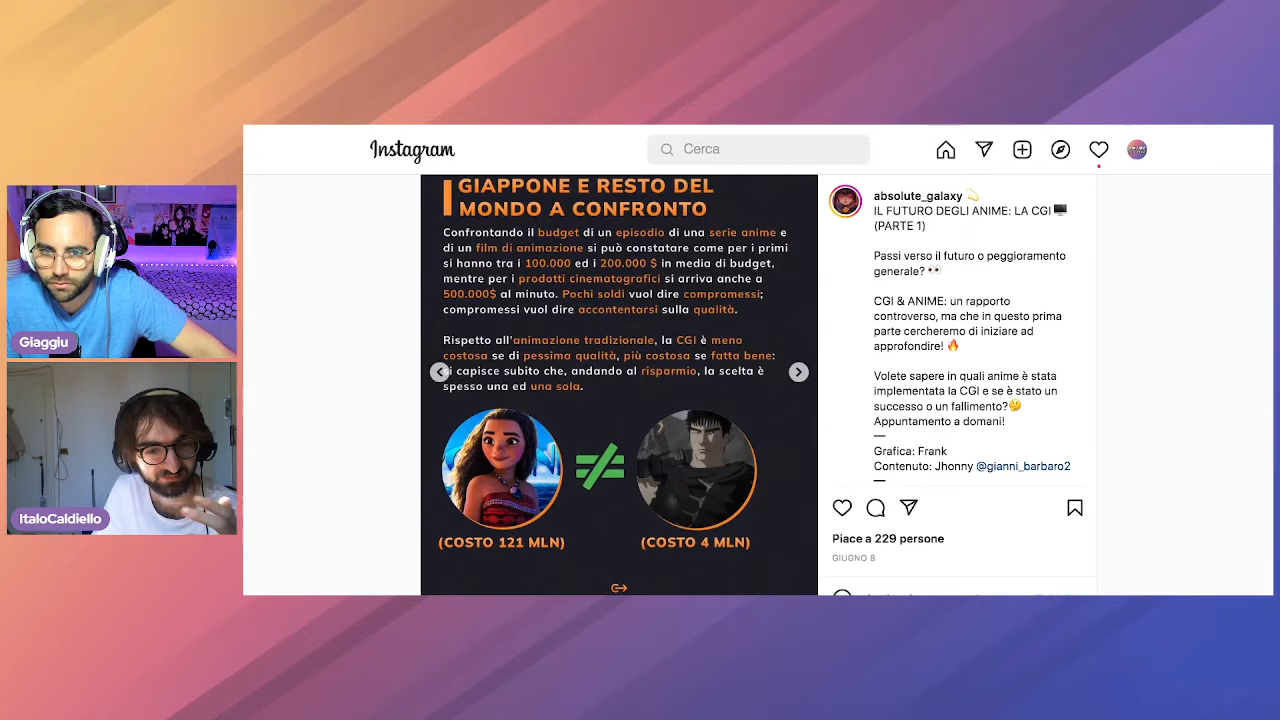 Instagram
Cerca
Giaggiu
ItaloCaldiello
GIAPPONE E RESTO DEL
MONDO A CONFRONTO
Confrontando il budget di un episodio di una serie anime e
di un film di animazione si può constatare come per i primi
si hanno tra i 100.000 ed i 200.000 $ in media di budget,
mentre per i prodotti cinematografici si arriva anche a
500.000$ al minuto. Pochi soldi vuol dire compromessi;
compromessi vuol dire accontentarsi sulla qualità.
Rispetto all'animazione tradizionale, la CGI è meno
costosa se di pessima qualità, più costosa se fatta bene:
si capisce subito che, andando al risparmio, la scelta è
spesso una ed una sola.
(COSTO 121 MLN)
(COSTO 4 MLN)
absolute_galaxy 💫
IL FUTURO DEGLI ANIME: LA CGI🖥️
(PARTE 1)
Passi verso il futuro o peggioramento
generale? 👀
CGI & ANIME: un rapporto
controverso, ma che in questo prima
parte cercheremo di iniziare ad
approfondire! 🔥
Volete sapere in quali anime è stata
implementata la CGI e se è stato un
successo o un fallimento?🤔
Appuntamento a domani!
—
Grafica: Frank
Contenuto: Jhonny @gianni_barbaro2
—
Piace a 229 persone
GIUGNO 8